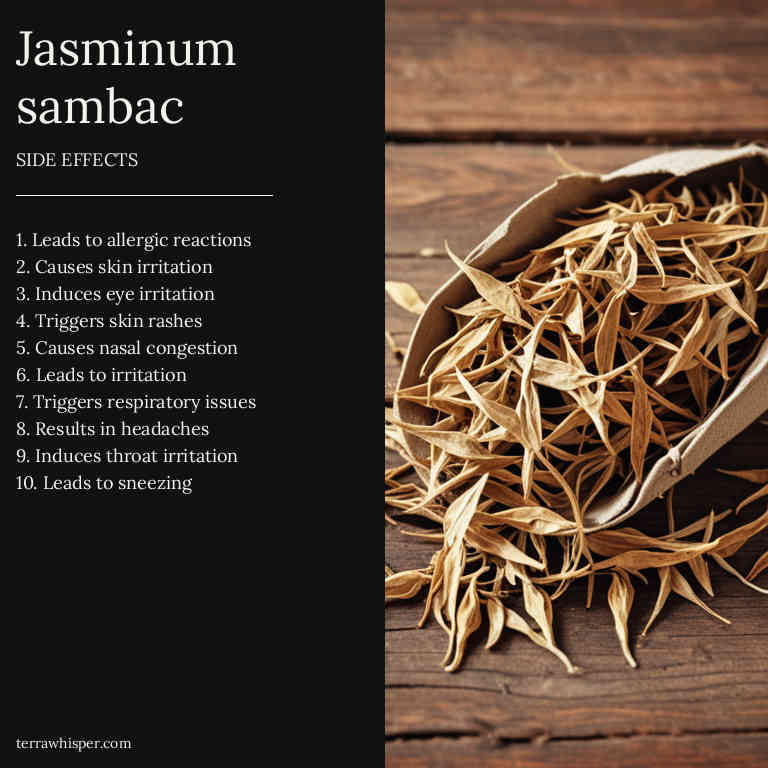 Jasminum
sambac
SIDE EFFECTS
1. Leads to allergic reactions
2. Causes skin irritation
3. Induces eye irritation
4. Triggers skin rashes
5. Causes nasal congestion
6. Leads to irritation
7. Triggers respiratory issues
8. Results in headaches
9. Induces throat irritation
10. Leads to sneezing
terrawhisper.com